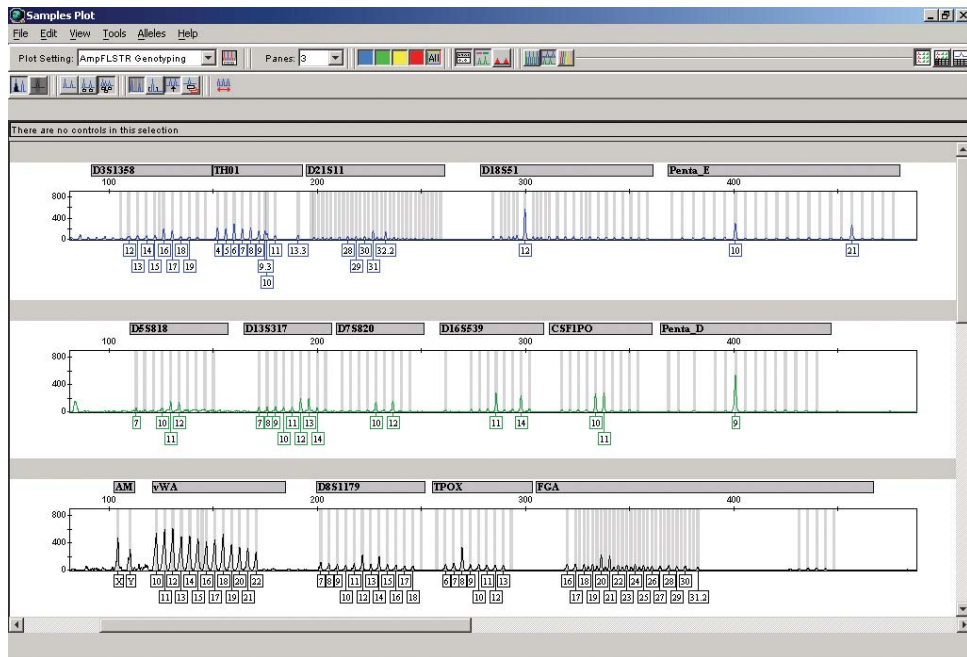 Samples Plot
File Edit View Tools Alleles Help
Plot Setting: AmpFLSTR Genotyping Panes: 3 All
There are no controls in this selection
D3S1358 TH01 D21S11 D18S51 Penta_E
100 200 300 400
800
400
0
12 14 16 18 4 5 6 7 8 9 11 13.3 28 30 32.2 12 10 21
13 15 17 19 9.3 29 31
10
D5S818 D13S317 D7S820 D16S539 CSF1PO Penta_D
100 200 300 400
800
400
0
7 10 12 7 8 9 11 13 10 12 11 14 10 9
11 10 12 14 11
AM vWA D8S1179 TPOX FGA
100 200 300 400
800
400
0
X Y 10 12 14 16 18 20 22 7 8 9 11 13 15 17 6 7 8 9 11 13 16 18 20 22 24 26 28 30
11 13 15 17 19 21 10 12 14 16 18 10 12 17 19 21 23 25 27 29 31.2